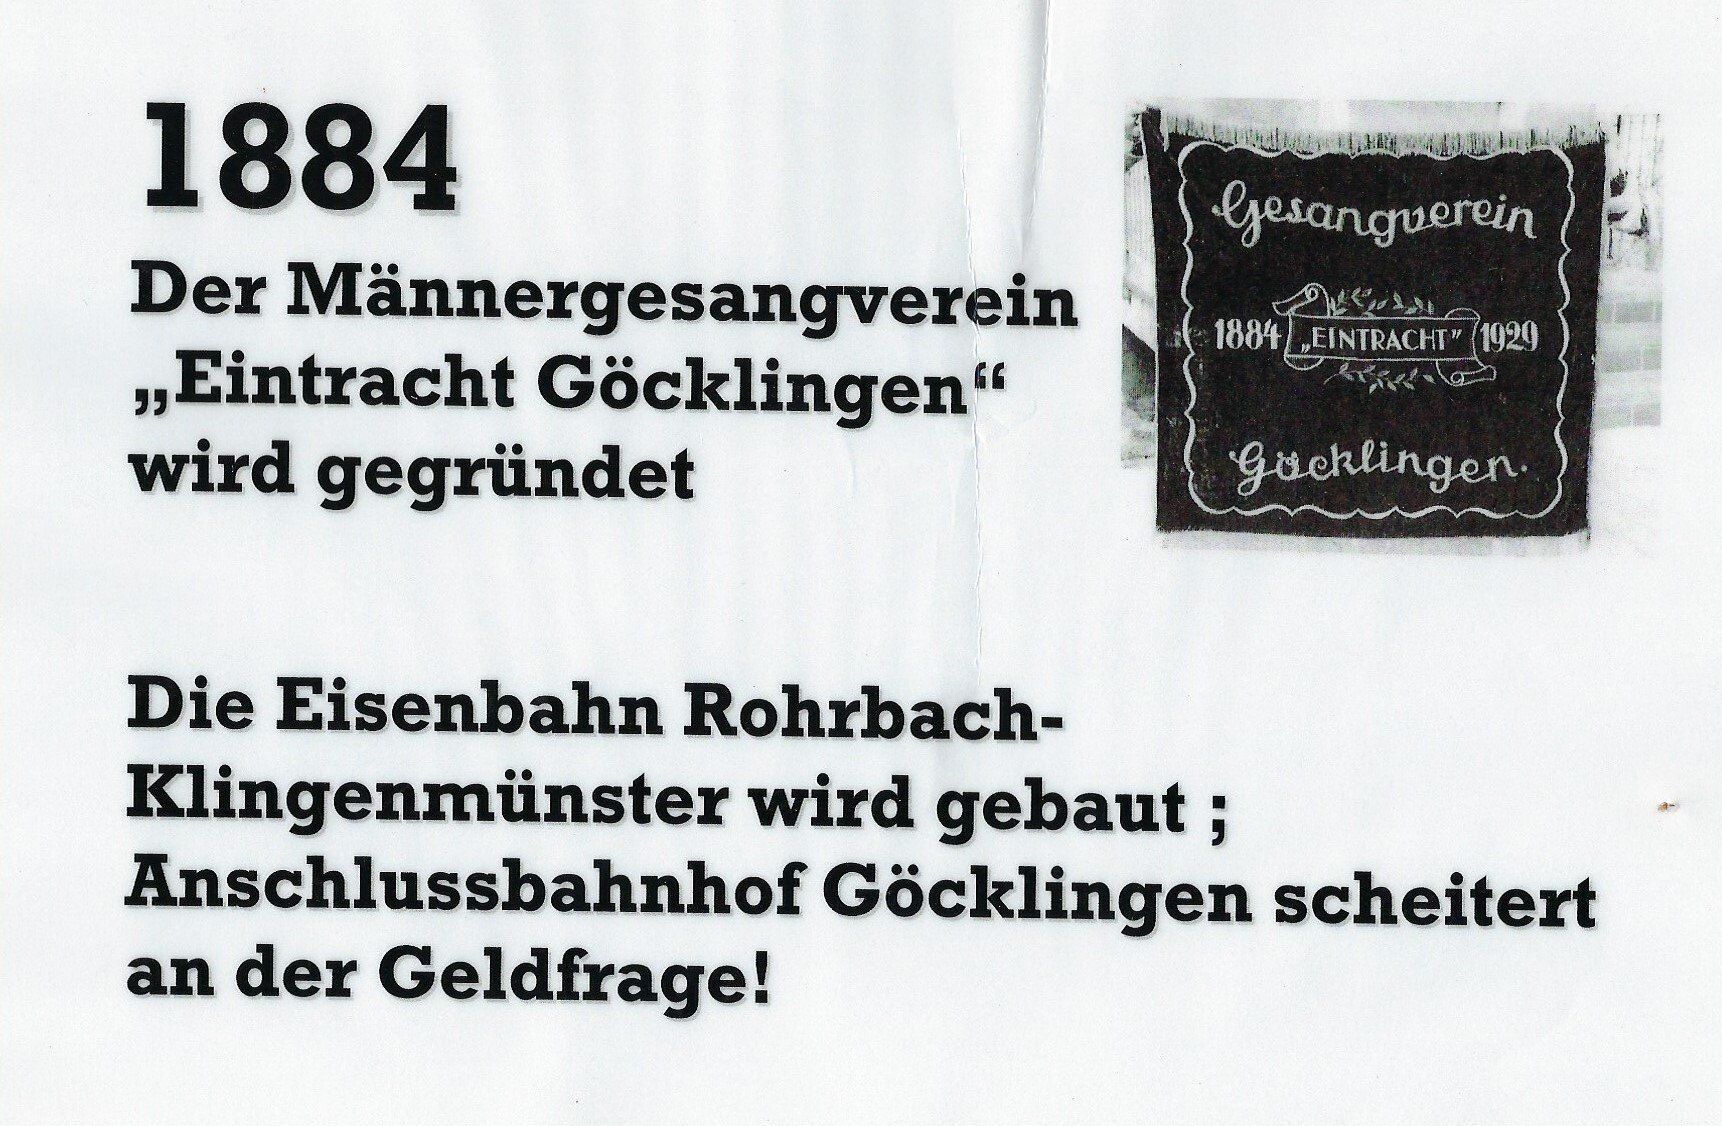 1884
Der Männergesangverein
„Eintracht Göcklingen“
wird gegründet
Gesangverein
1884 „EINTRACHT” 1929
Göcklingen.
Die Eisenbahn Rohrbach-
Klingenmünster wird gebaut ;
Anschlussbahnhof Göcklingen scheitert
an der Geldfrage!